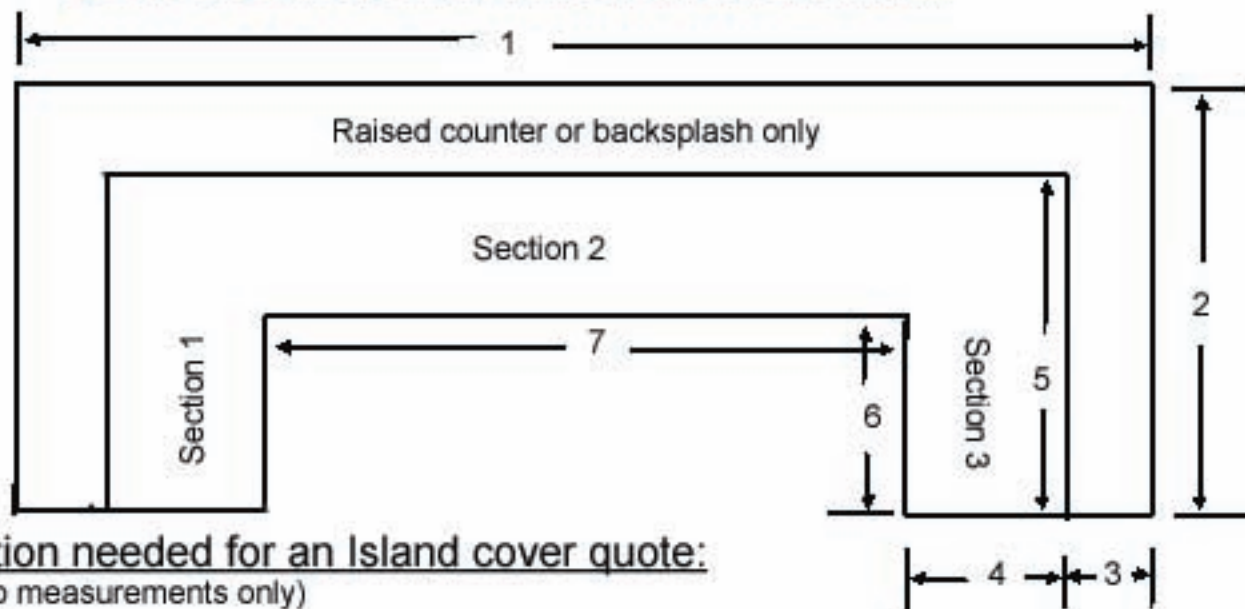 1
Raised counter or backsplash only
Section 2
2
7
Section 1
Section 3
5
6
needed for an Island cover quote:
measurements only)
4
3